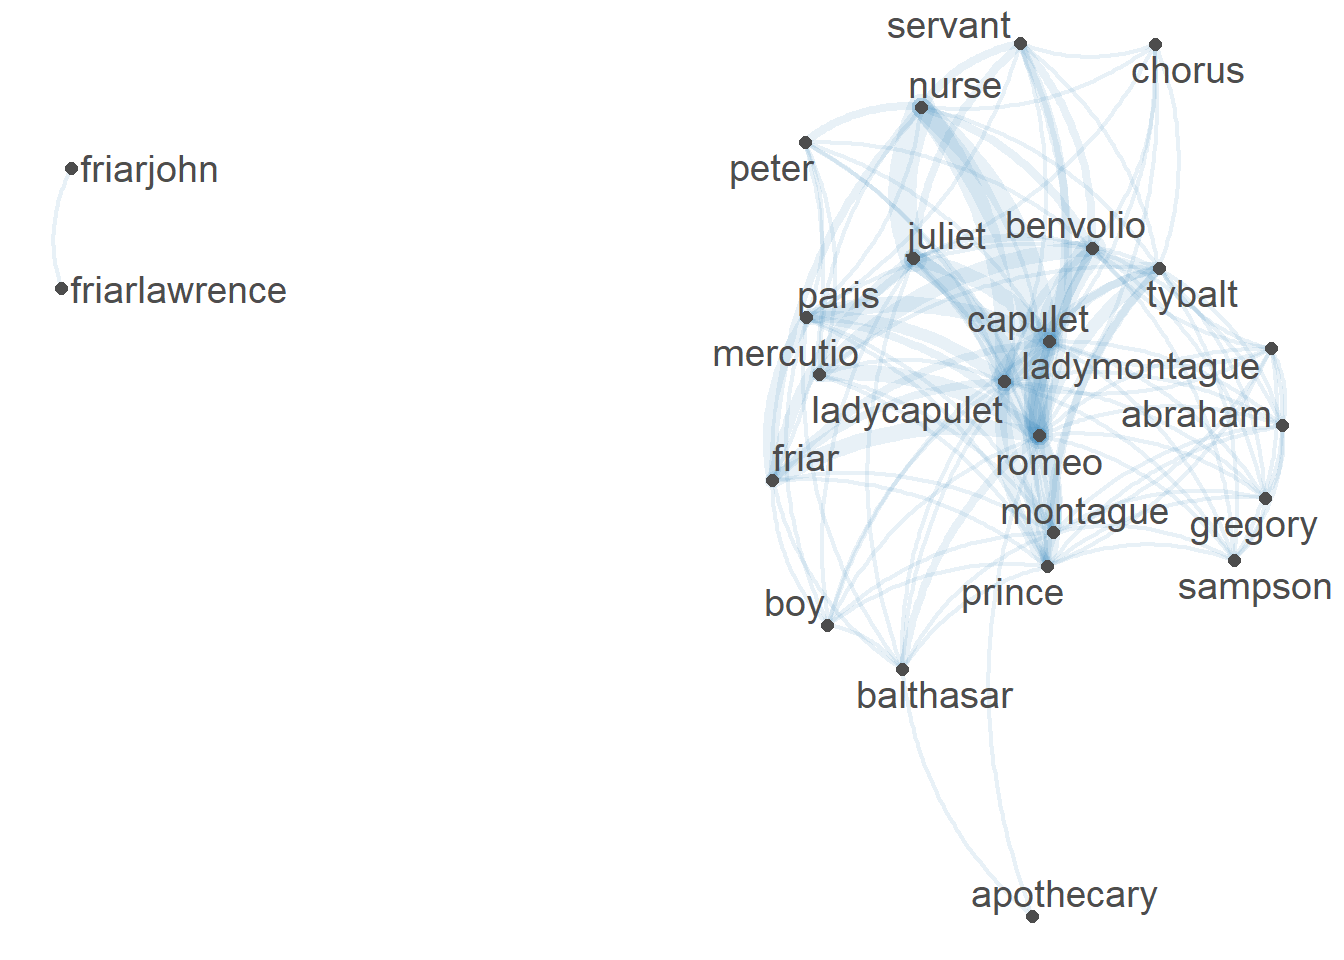 servant
chorus
nurse
friarjohn
peter
benvolio
juliet
friarlawrence
paris
tybalt
capulet
mercutio
ladymontague
ladycapulet
abraham
friar
romeo
montague
gregory
prince
sampson
boy
balthasar
apothecary